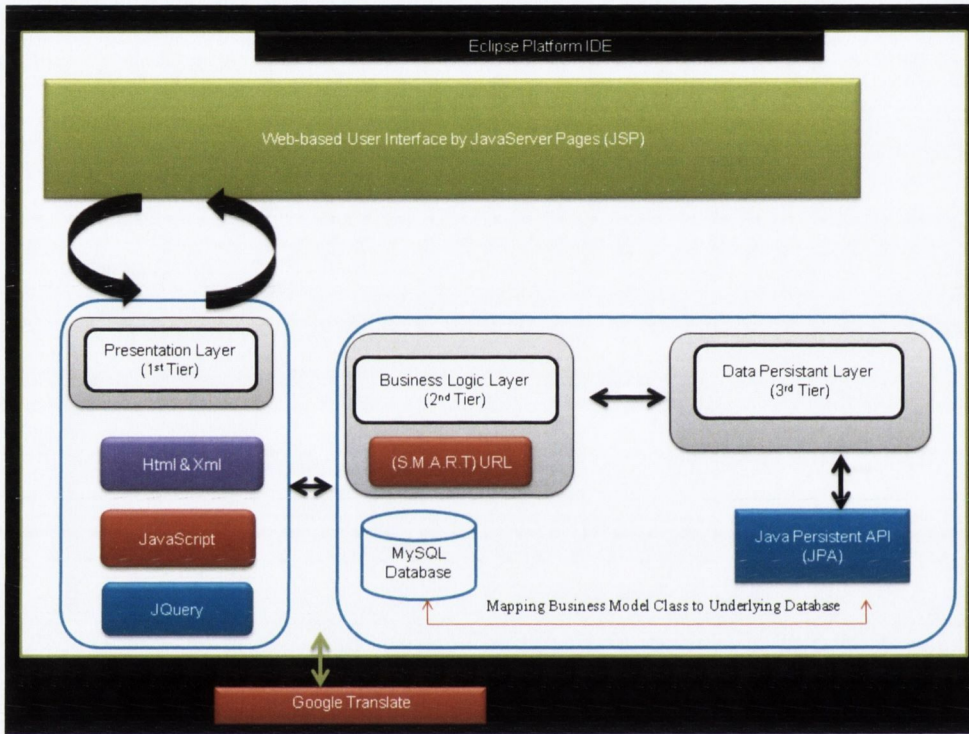 Eclipse Platform IDE
Web-based User Interface by JavaServer Pages (JSP)
Presentation Layer
(1st Tier)
Html & Xml
JavaScript
JQuery
Business Logic Layer
(2nd Tier)
(S.M.A.R.T) URL
MySQL
Database
Data Persistant Layer
(3rd Tier)
Java Persistent API
(JPA)
Mapping Business Model Class to Underlying Database
Google Translate